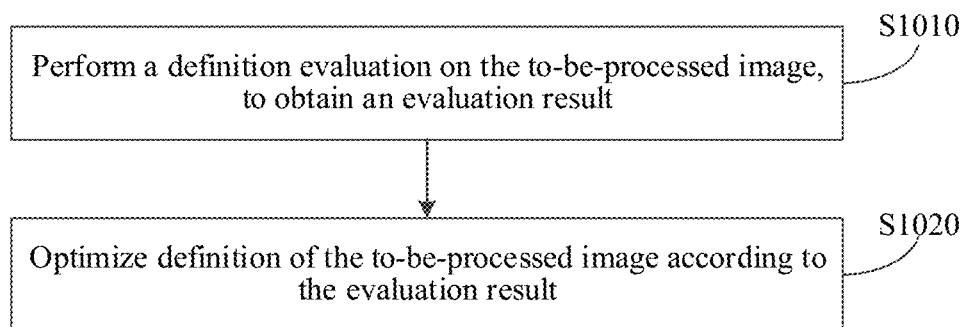 S1010
Perform a definition evaluation on the to-be-processed image,
to obtain an evaluation result
S1020
Optimize definition of the to-be-processed image according to
the evaluation result